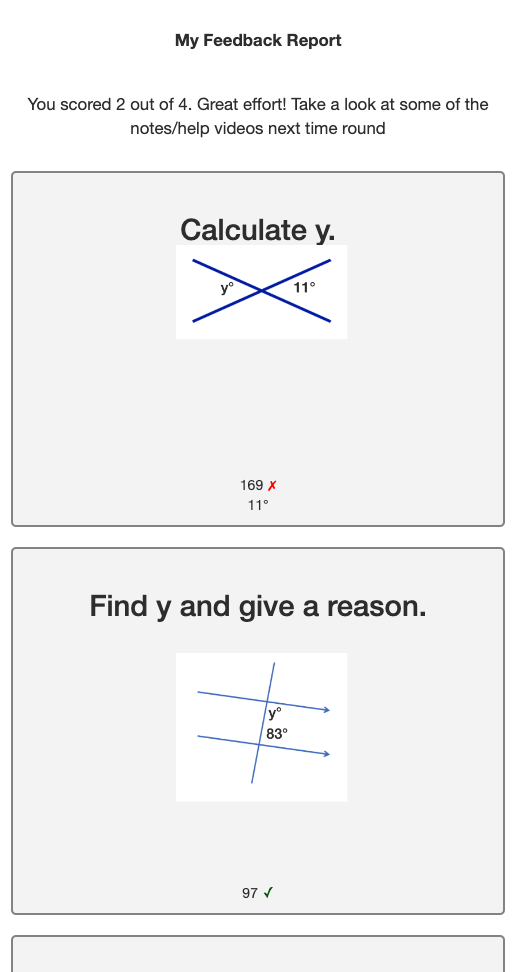 My Feedback Report
You scored 2 out of 4. Great effort! Take a look at some of the
notes/help videos next time round
Calculate y.
y° 11°
169 ✗
11°
Find y and give a reason.
y°
83°
97 ✓